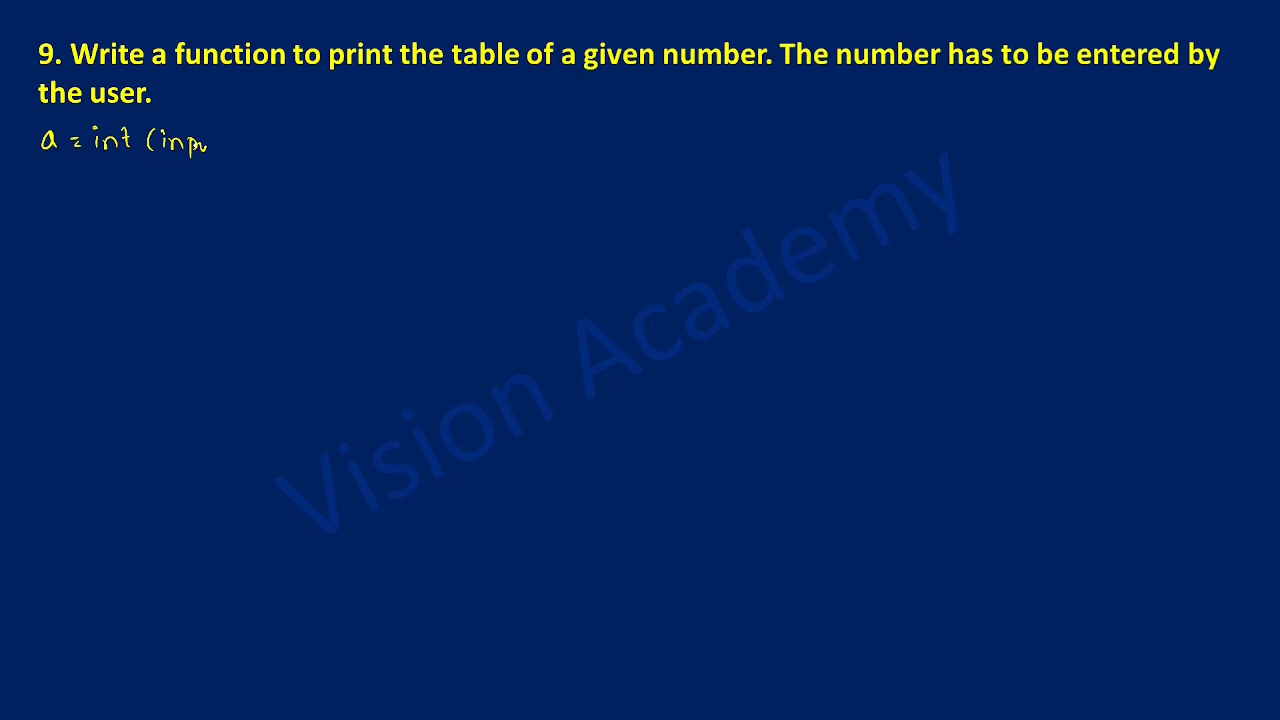 9. Write a function to print the table of a given number. The number has to be entered by
the user.
a = int (inpu
Vision Academy